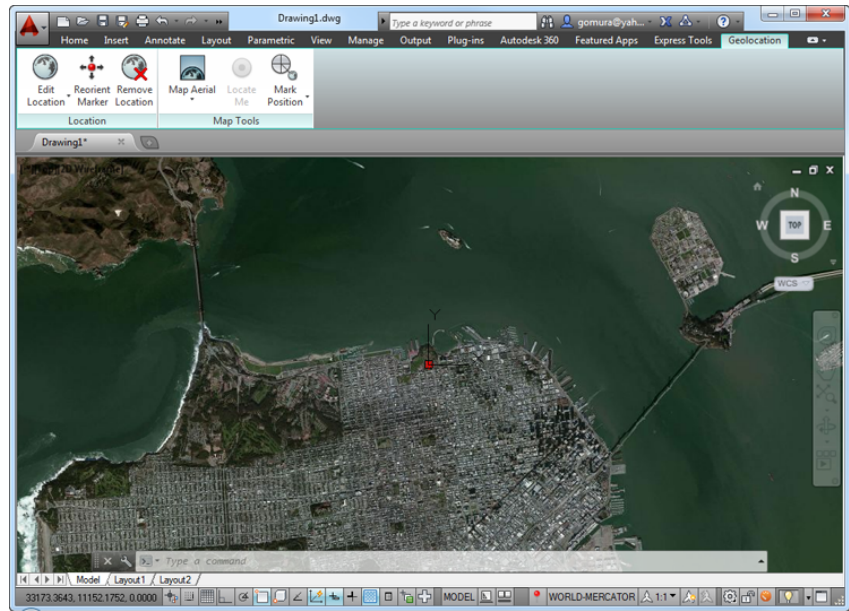 Drawing1.dwg
Type a keyword or phrase
gomura@yah...
Home Insert Annotate Layout Parametric View Manage Output Plug-ins Autodesk 360 Featured Apps Express Tools Geolocation
Edit Location
Reorient Marker
Remove Location
Map Aerial
Locate Me
Mark Position
Location
Map Tools
Drawing1*
N
W TOP E
S
WCS
Y
Type a command
Model Layout1 Layout2
33173.3643, 11152.1752, 0.0000 MODEL WORLD-MERCATOR 1:1